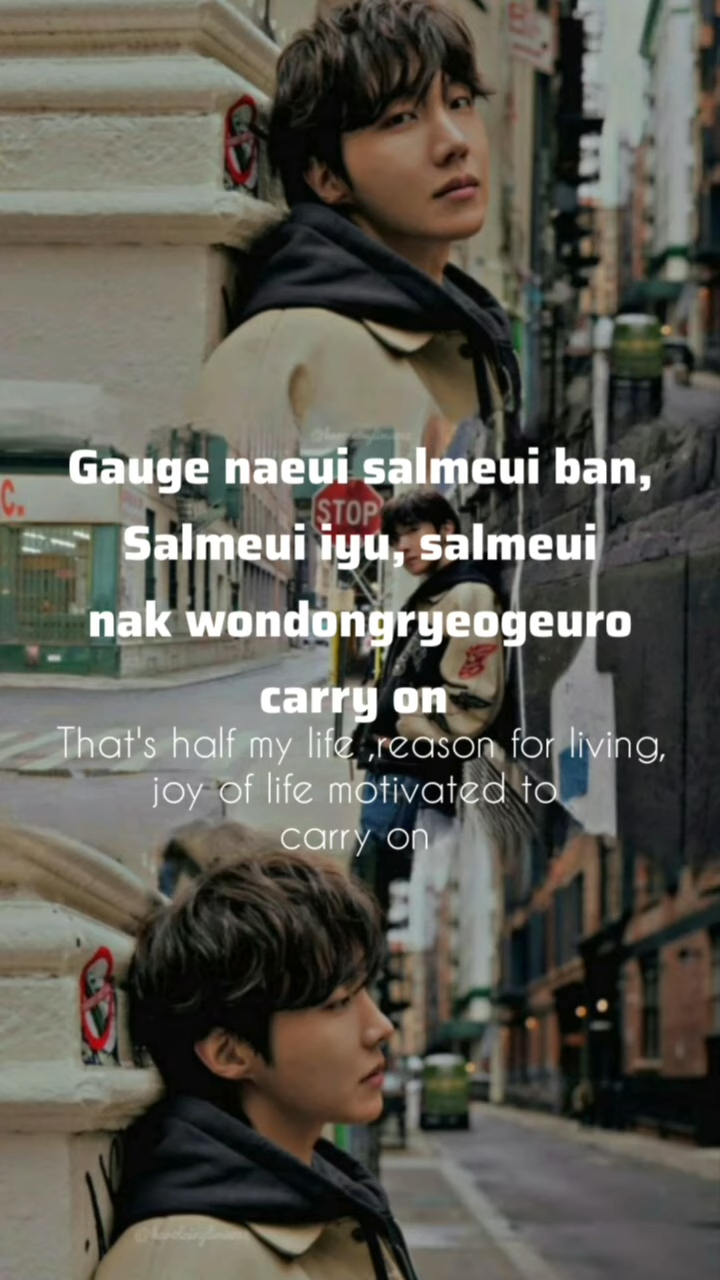 Gauge naeui salmeui ban,
STOP
C.
Salmeui iyu, salmeui
nak wondongryeogeuro
carry on
That's half my life ,reason for living,
joy of life motivated to
carry on